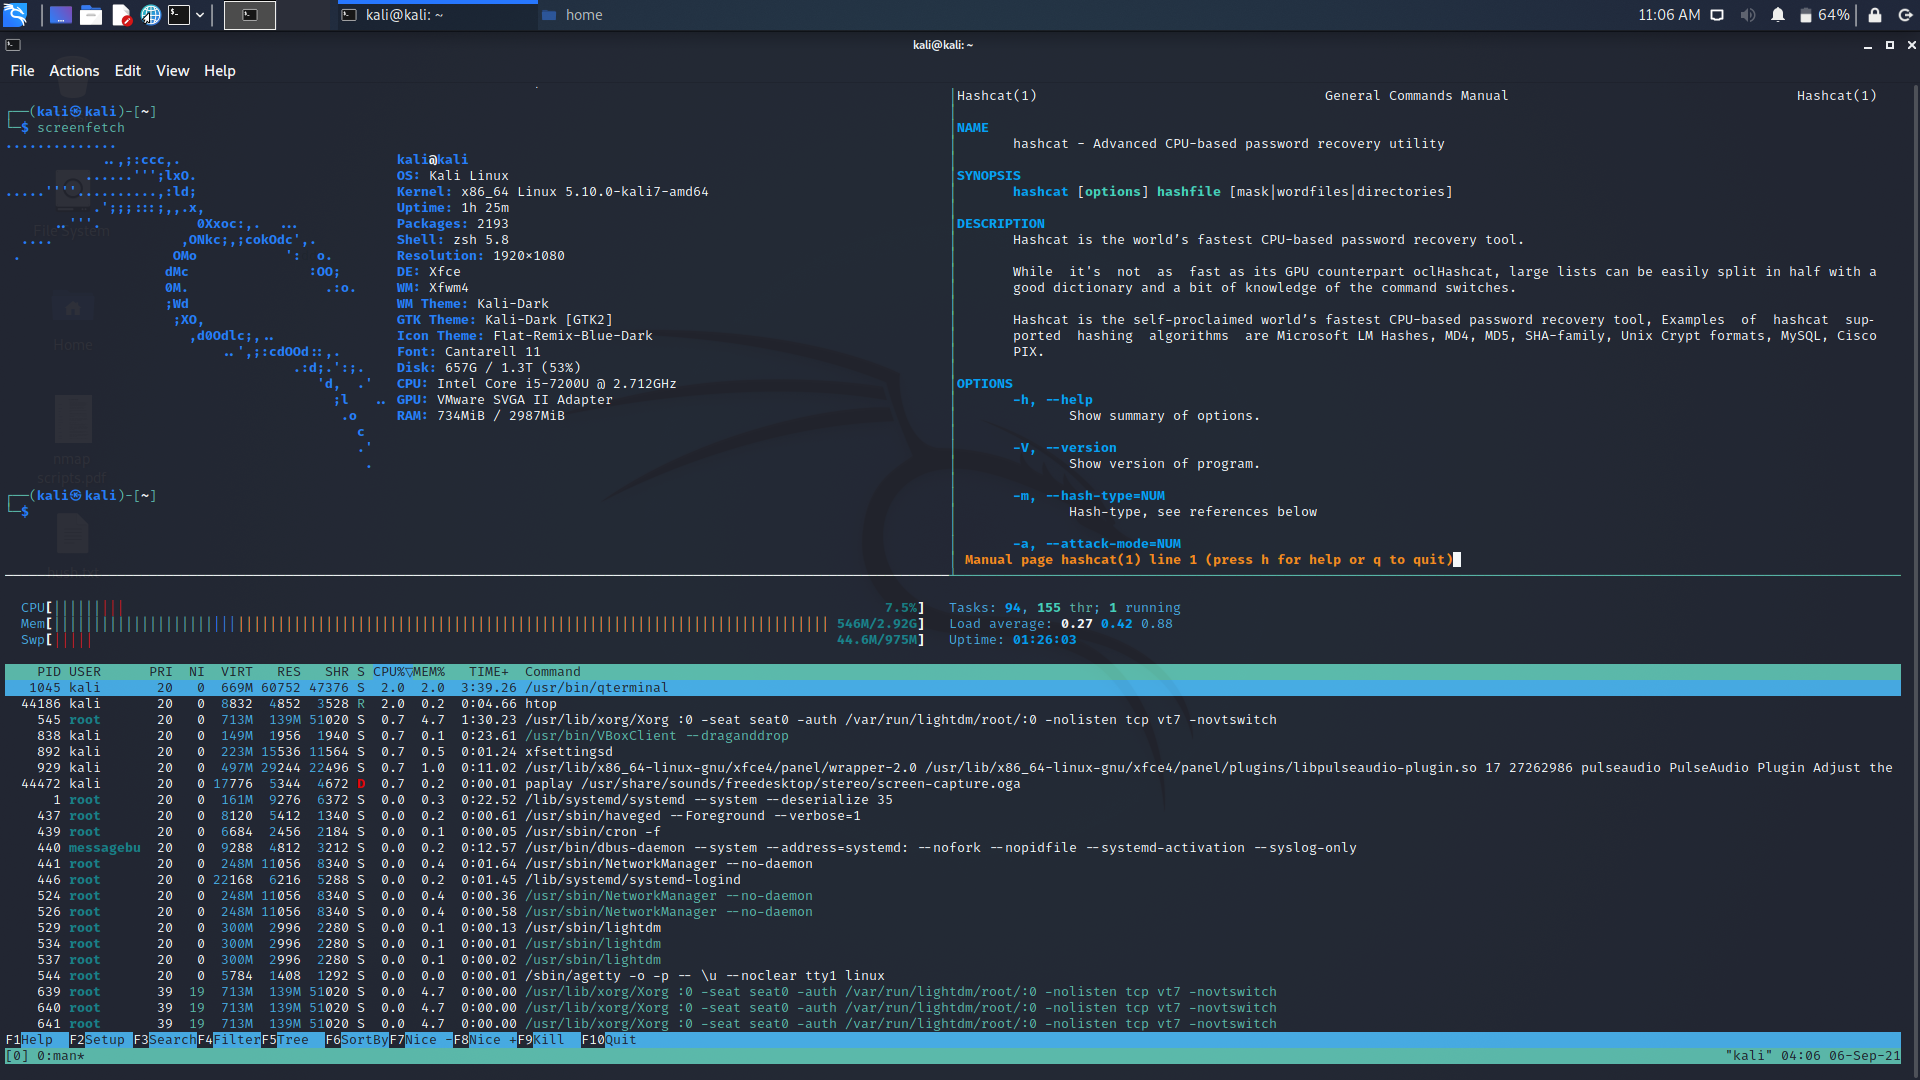 kali@kali: ~
home
11:06 AM
64%
kali@kali: ~
File Actions Edit View Help
File System
Home
nmap
scripts.pdf
┌──(kali㉿kali)-[~]
└─$ screenfetch
kali@kali
OS: Kali Linux
Kernel: x86_64 Linux 5.10.0-kali7-amd64
Uptime: 1h 25m
Packages: 2193
Shell: zsh 5.8
Resolution: 1920×1080
DE: Xfce
WM: Xfwm4
WM Theme: Kali-Dark
GTK Theme: Kali-Dark [GTK2]
Icon Theme: Flat-Remix-Blue-Dark
Font: Cantarell 11
Disk: 657G / 1.3T (53%)
CPU: Intel Core i5-7200U @ 2.712GHz
GPU: VMware SVGA II Adapter
RAM: 734MiB / 2987MiB
┌──(kali㉿kali)-[~]
└─$
Hashcat(1) General Commands Manual Hashcat(1)
NAME
hashcat - Advanced CPU-based password recovery utility
SYNOPSIS
hashcat [options] hashfile [mask|wordfiles|directories]
DESCRIPTION
Hashcat is the world’s fastest CPU-based password recovery tool.
While it's not as fast as its GPU counterpart oclHashcat, large lists can be easily split in half with a
good dictionary and a bit of knowledge of the command switches.
Hashcat is the self-proclaimed world’s fastest CPU-based password recovery tool, Examples of hashcat sup-
ported hashing algorithms are Microsoft LM Hashes, MD4, MD5, SHA-family, Unix Crypt formats, MySQL, Cisco
PIX.
OPTIONS
-h, --help
Show summary of options.
-V, --version
Show version of program.
-m, --hash-type=NUM
Hash-type, see references below
-a, --attack-mode=NUM
Manual page hashcat(1) line 1 (press h for help or q to quit)
CPU[ 7.5%] Tasks: 94, 155 thr; 1 running
Mem[ 546M/2.92G] Load average: 0.27 0.42 0.88
Swp[ 44.6M/975M] Uptime: 01:26:03
PID USER PRI NI VIRT RES SHR S CPU%▽MEM% TIME+ Command
1045 kali 20 0 669M 60752 47376 S 2.0 2.0 3:39.26 /usr/bin/qterminal
44186 kali 20 0 8832 4852 3528 R 2.0 0.2 0:04.66 htop
545 root 20 0 713M 139M 51020 S 0.7 4.7 1:30.23 /usr/lib/xorg/Xorg :0 -seat seat0 -auth /var/run/lightdm/root/:0 -nolisten tcp vt7 -novtswitch
838 kali 20 0 149M 1956 1940 S 0.7 0.1 0:23.61 /usr/bin/VBoxClient --draganddrop
892 kali 20 0 223M 15536 11564 S 0.7 0.5 0:01.24 xfsettingsd
929 kali 20 0 497M 29244 22496 S 0.7 1.0 0:11.02 /usr/lib/x86_64-linux-gnu/xfce4/panel/wrapper-2.0 /usr/lib/x86_64-linux-gnu/xfce4/panel/plugins/libpulseaudio-plugin.so 17 27262986 pulseaudio PulseAudio Plugin Adjust the
44472 kali 20 0 17776 5344 4672 D 0.7 0.2 0:00.01 paplay /usr/share/sounds/freedesktop/stereo/screen-capture.oga
1 root 20 0 161M 9276 6372 S 0.0 0.3 0:22.52 /lib/systemd/systemd --system --deserialize 35
437 root 20 0 8120 5412 1340 S 0.0 0.2 0:00.61 /usr/sbin/haveged --Foreground --verbose=1
439 root 20 0 6684 2456 2184 S 0.0 0.1 0:00.05 /usr/sbin/cron -f
440 messagebu 20 0 9288 4812 3212 S 0.0 0.2 0:12.57 /usr/bin/dbus-daemon --system --address=systemd: --nofork --nopidfile --systemd-activation --syslog-only
441 root 20 0 248M 11056 8340 S 0.0 0.4 0:01.64 /usr/sbin/NetworkManager --no-daemon
446 root 20 0 22168 6216 5288 S 0.0 0.2 0:01.45 /lib/systemd/systemd-logind
524 root 20 0 248M 11056 8340 S 0.0 0.4 0:00.36 /usr/sbin/NetworkManager --no-daemon
526 root 20 0 248M 11056 8340 S 0.0 0.4 0:00.58 /usr/sbin/NetworkManager --no-daemon
529 root 20 0 300M 2996 2280 S 0.0 0.1 0:00.13 /usr/sbin/lightdm
534 root 20 0 300M 2996 2280 S 0.0 0.1 0:00.01 /usr/sbin/lightdm
537 root 20 0 300M 2996 2280 S 0.0 0.1 0:00.02 /usr/sbin/lightdm
544 root 20 0 5784 1408 1292 S 0.0 0.0 0:00.01 /sbin/agetty -o -p -- \u --noclear tty1 linux
639 root 39 19 713M 139M 51020 S 0.0 4.7 0:00.00 /usr/lib/xorg/Xorg :0 -seat seat0 -auth /var/run/lightdm/root/:0 -nolisten tcp vt7 -novtswitch
640 root 39 19 713M 139M 51020 S 0.0 4.7 0:00.00 /usr/lib/xorg/Xorg :0 -seat seat0 -auth /var/run/lightdm/root/:0 -nolisten tcp vt7 -novtswitch
641 root 39 19 713M 139M 51020 S 0.0 4.7 0:00.00 /usr/lib/xorg/Xorg :0 -seat seat0 -auth /var/run/lightdm/root/:0 -nolisten tcp vt7 -novtswitch
F1Help F2Setup F3SearchF4FilterF5Tree F6SortByF7Nice -F8Nice +F9Kill F10Quit
[0] 0:man* "kali" 04:06 06-Sep-21